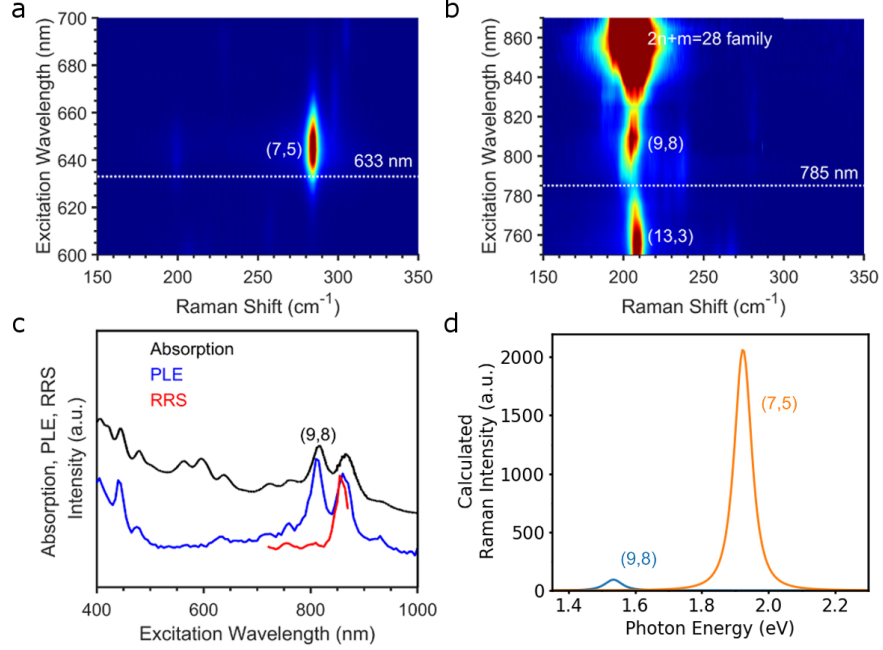 a
Excitation Wavelength (nm)
700
680
660
640
620
600
(7,5)
633 nm
150
200
250
300
350
Raman Shift (cm-1)
b
Excitation Wavelength (nm)
860
840
820
800
780
760
2n+m=28 family
(9,8)
785 nm
(13,3)
150
200
250
300
350
Raman Shift (cm-1)
c
Absorption, PLE, RRS
Intensity (a.u.)
Absorption
PLE
RRS
(9,8)
400
600
800
1000
Excitation Wavelength (nm)
d
Calculated
Raman Intensity (a.u.)
2000
1500
1000
500
0
(7,5)
(9,8)
1.4
1.6
1.8
2.0
2.2
Photon Energy (eV)